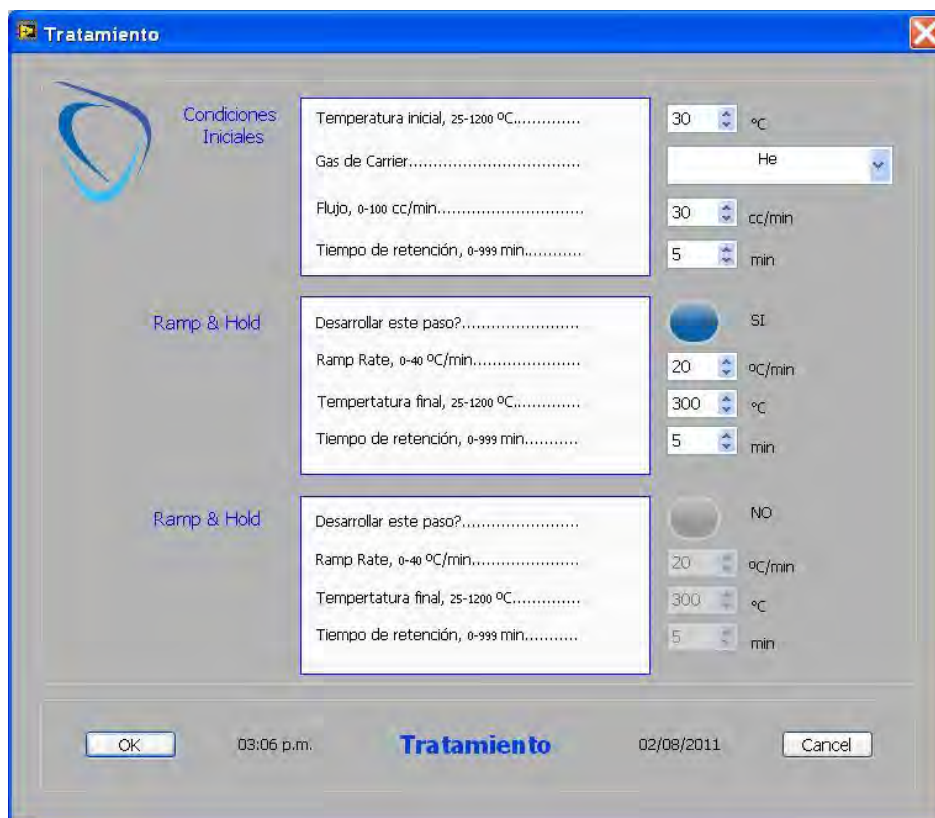 Tratamiento
Condiciones
Iniciales
Temperatura inicial, 25-1200 ºC.............. 30 ºC
Gas de Carrier................................... He
Flujo, 0-100 cc/min.............................. 30 cc/min
Tiempo de retención, 0-999 min............ 5 min
Ramp & Hold
Desarrollar este paso?........................ SI
Ramp Rate, 0-40 ºC/min...................... 20 ºC/min
Tempertatura final, 25-1200 ºC.............. 300 ºC
Tiempo de retención, 0-999 min........... 5 min
Ramp & Hold
Desarrollar este paso?........................ NO
Ramp Rate, 0-40 ºC/min...................... 20 ºC/min
Tempertatura final, 25-1200 ºC.............. 300 ºC
Tiempo de retención, 0-999 min........... 5 min
OK 03:06 p.m. Tratamiento 02/08/2011 Cancel